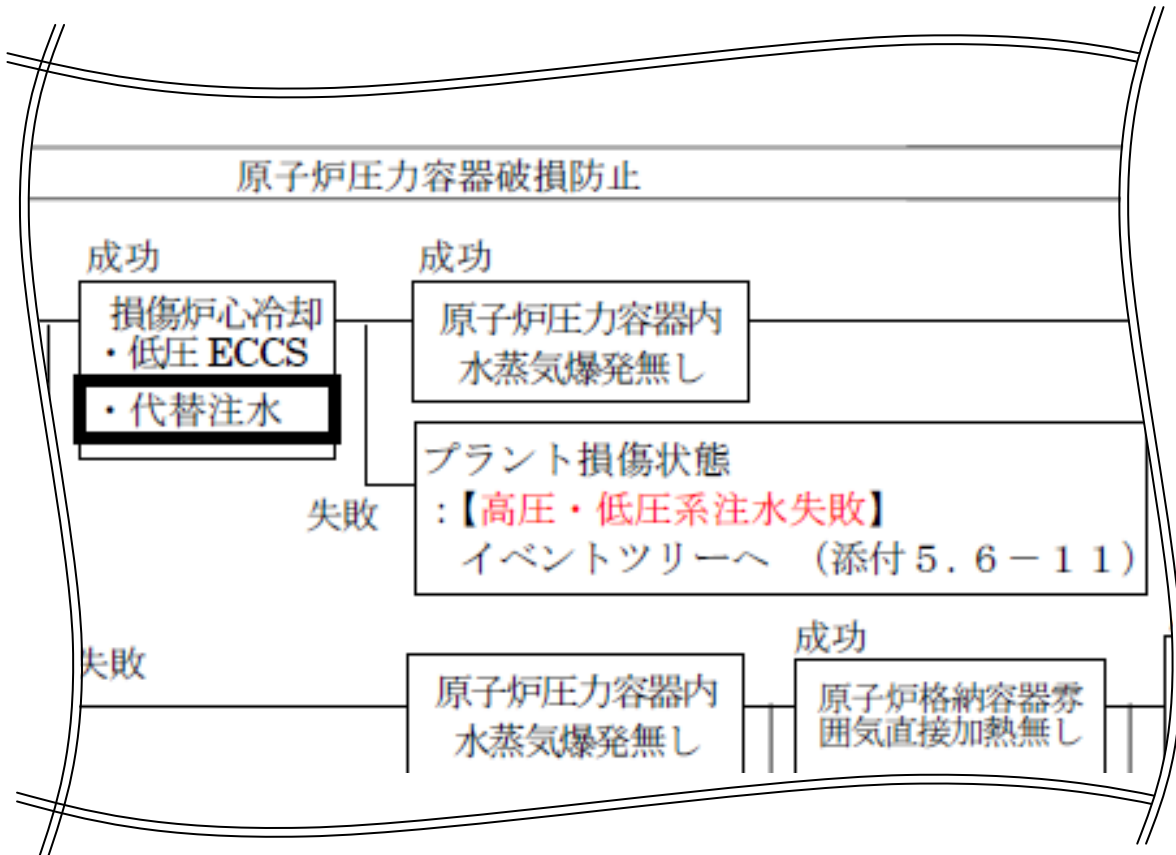 原子炉圧力容器破損防止
成功
損傷炉心冷却
・低圧 ECCS
・代替注水
成功
原子炉圧力容器内
水蒸気爆発無し
失敗
プラント損傷状態
:【高圧・低圧系注水失敗】
イベントツリーへ (添付5.6-11)
失敗
原子炉圧力容器内
水蒸気爆発無し
成功
原子炉格納容器雰
囲気直接加熱無し